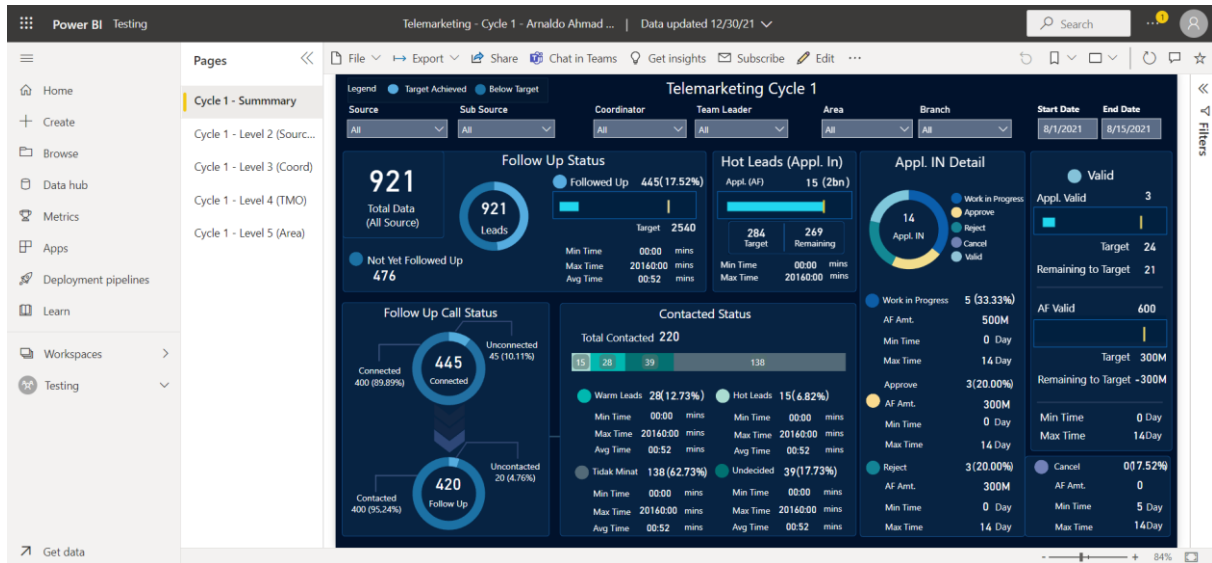 Power BI Testing
Telemarketing - Cycle 1 - Arnaldo Ahmad ... | Data updated 12/30/21
Search
... 1
Pages
File Export Share Chat in Teams Get insights Subscribe Edit ...
Home
Create
Browse
Data hub
Metrics
Apps
Deployment pipelines
Learn
Workspaces
Testing
Get data
Cycle 1 - Summmary
Cycle 1 - Level 2 (Sourc...
Cycle 1 - Level 3 (Coord)
Cycle 1 - Level 4 (TMO)
Cycle 1 - Level 5 (Area)
Legend Target Achieved Below Target
Telemarketing Cycle 1
Source Sub Source Coordinator Team Leader Area Branch Start Date End Date
All All All All All All 8/1/2021 8/15/2021
Filters
921
Total Data
(All Source)
Not Yet Followed Up
476
Follow Up Status
921
Leads
Followed Up 445(17.52%)
Target 2540
Min Time 00:00 mins
Max Time 20160:00 mins
Avg Time 00:52 mins
Hot Leads (Appl. In)
Appl. (AF) 15 (2bn)
284
Target
269
Remaining
Min Time 00:00 mins
Max Time 20160:00 mins
Appl. IN Detail
14
Appl. IN
Work in Progress
Approve
Reject
Cancel
Valid
Work in Progress 5 (33.33%)
AF Amt. 500M
Min Time 0 Day
Max Time 14 Day
Approve 3(20.00%)
AF Amt. 300M
Min Time 0 Day
Max Time 14 Day
Reject 3(20.00%)
AF Amt. 300M
Min Time 0 Day
Max Time 14 Day
Valid
Appl. Valid 3
Target 24
Remaining to Target 21
AF Valid 600
Target 300M
Remaining to Target -300M
Min Time 0 Day
Max Time 14Day
Cancel 0(17.52%)
AF Amt. 0
Min Time 5 Day
Max Time 14Day
Follow Up Call Status
Unconnected
45 (10.11%)
445
Connected
Connected
400 (89.89%)
Uncontacted
20 (4.76%)
420
Follow Up
Contacted
400 (95.24%)
Contacted Status
Total Contacted 220
15 28 39 138
Warm Leads 28(12.73%)
Min Time 00:00 mins
Max Time 20160:00 mins
Avg Time 00:52 mins
Hot Leads 15(6.82%)
Min Time 00:00 mins
Max Time 20160:00 mins
Avg Time 00:52 mins
Tidak Minat 138(62.73%)
Min Time 00:00 mins
Max Time 20160:00 mins
Avg Time 00:52 mins
Undecided 39(17.73%)
Min Time 00:00 mins
Max Time 20160:00 mins
Avg Time 00:52 mins
- + 84%